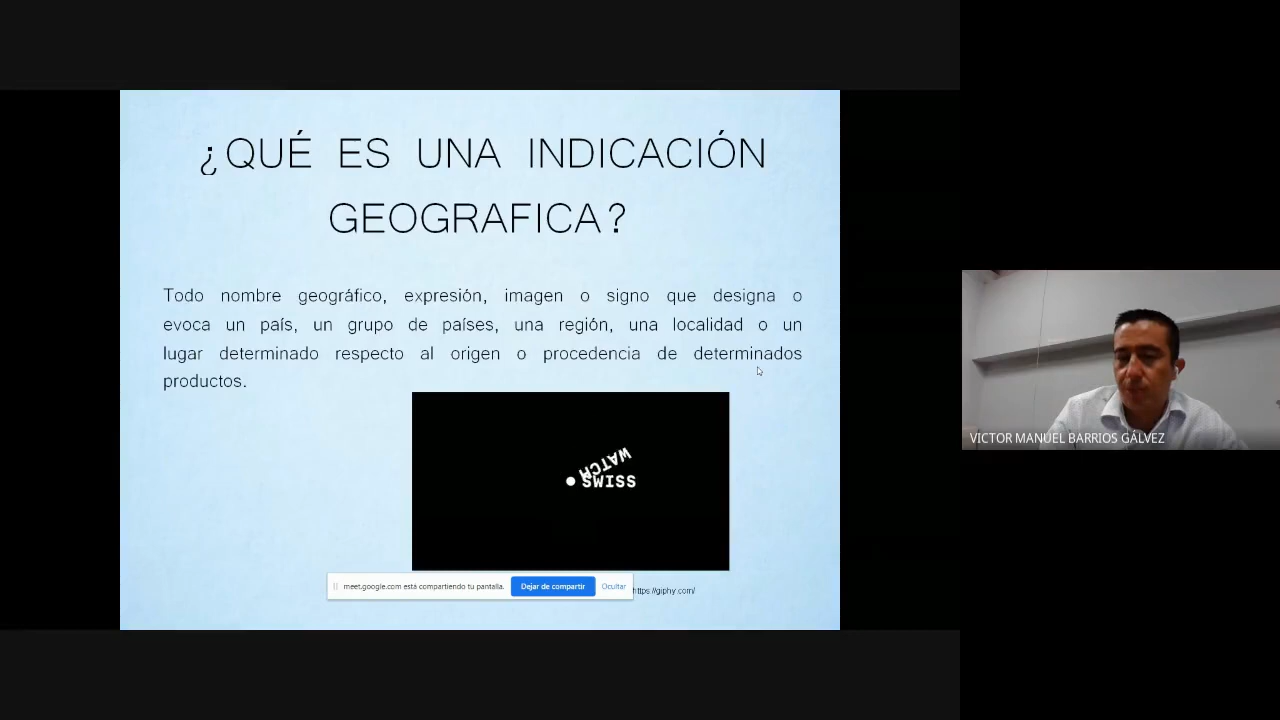 ¿QUÉ ES UNA INDICACIÓN
GEOGRAFICA?
Todo nombre geográfico, expresión, imagen o signo que designa o
evoca un país, un grupo de países, una región, una localidad o un
lugar determinado respecto al origen o procedencia de determinados
productos.
WATCH
SWISS
meet.google.com está compartiendo tu pantalla.
Dejar de compartir
Ocultar
https://giphy.com/
VICTOR MANUEL BARRIOS GÁLVEZ